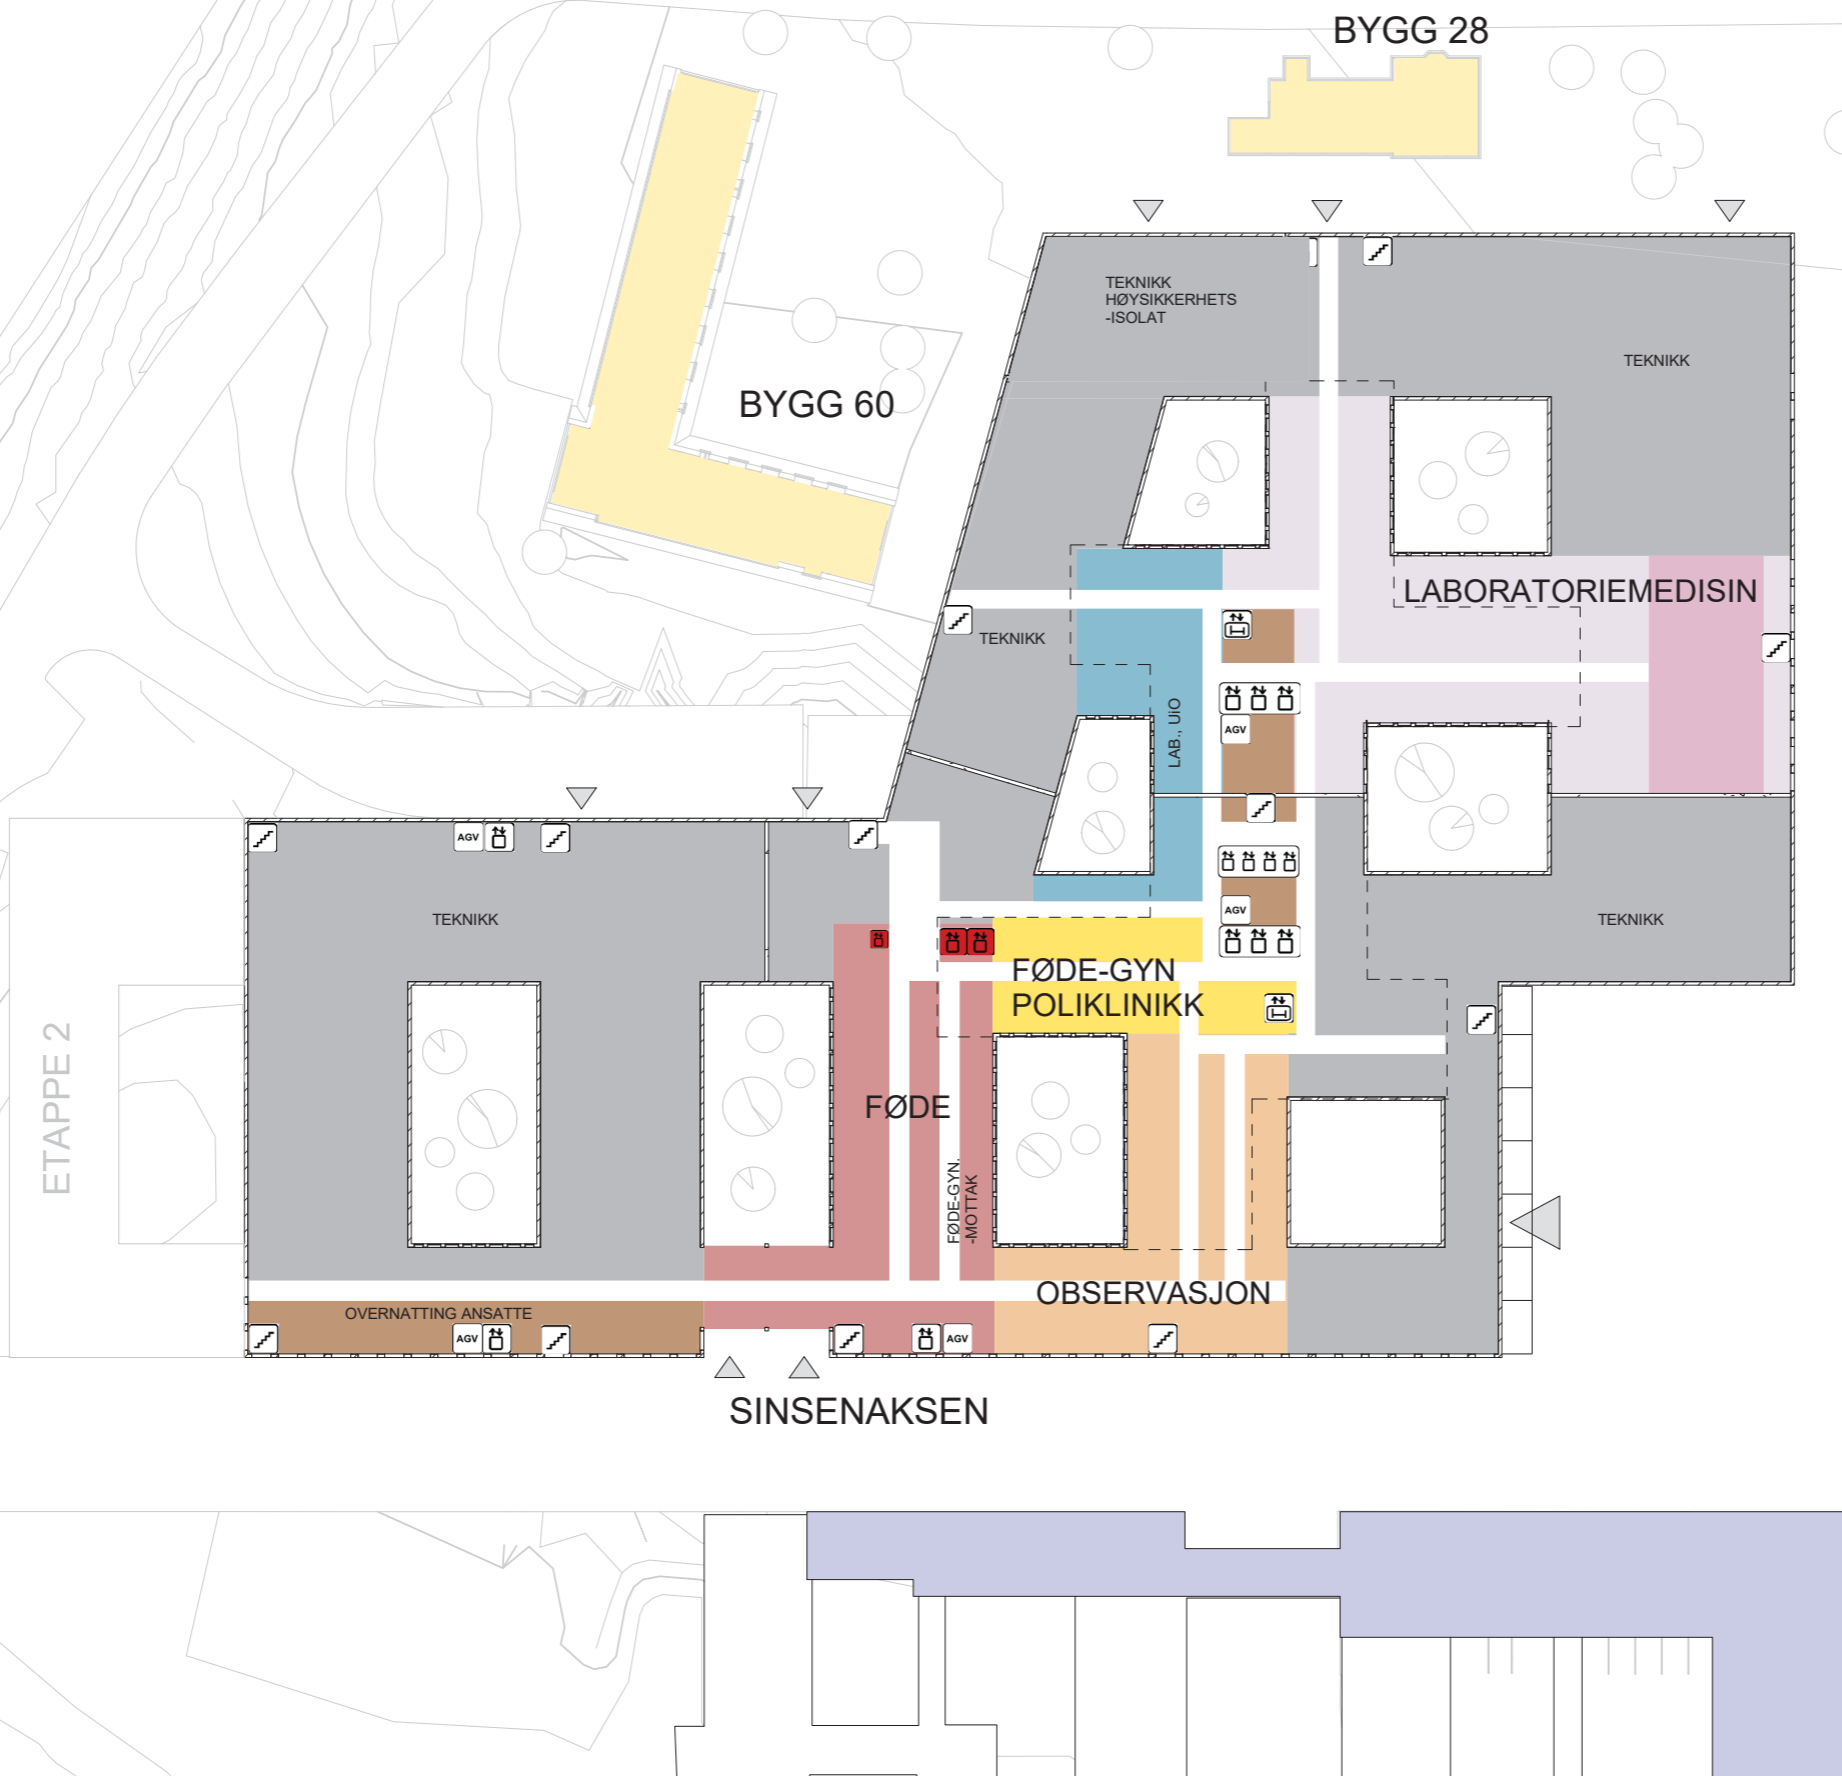 BYGG 28
TEKNIKK
HØYSIKKERHETS
-ISOLAT
TEKNIKK
BYGG 60
LABORATORIEMEDISIN
TEKNIKK
LAB., UiO
AGV
AGV
TEKNIKK
AGV
TEKNIKK
AGV
FØDE-GYN
POLIKLINIKK
ETAPPE 2
FØDE
FØDE-GYN.
-MOTTAK
OBSERVASJON
OVERNATTING ANSATTE
AGV
AGV
SINSENAKSEN